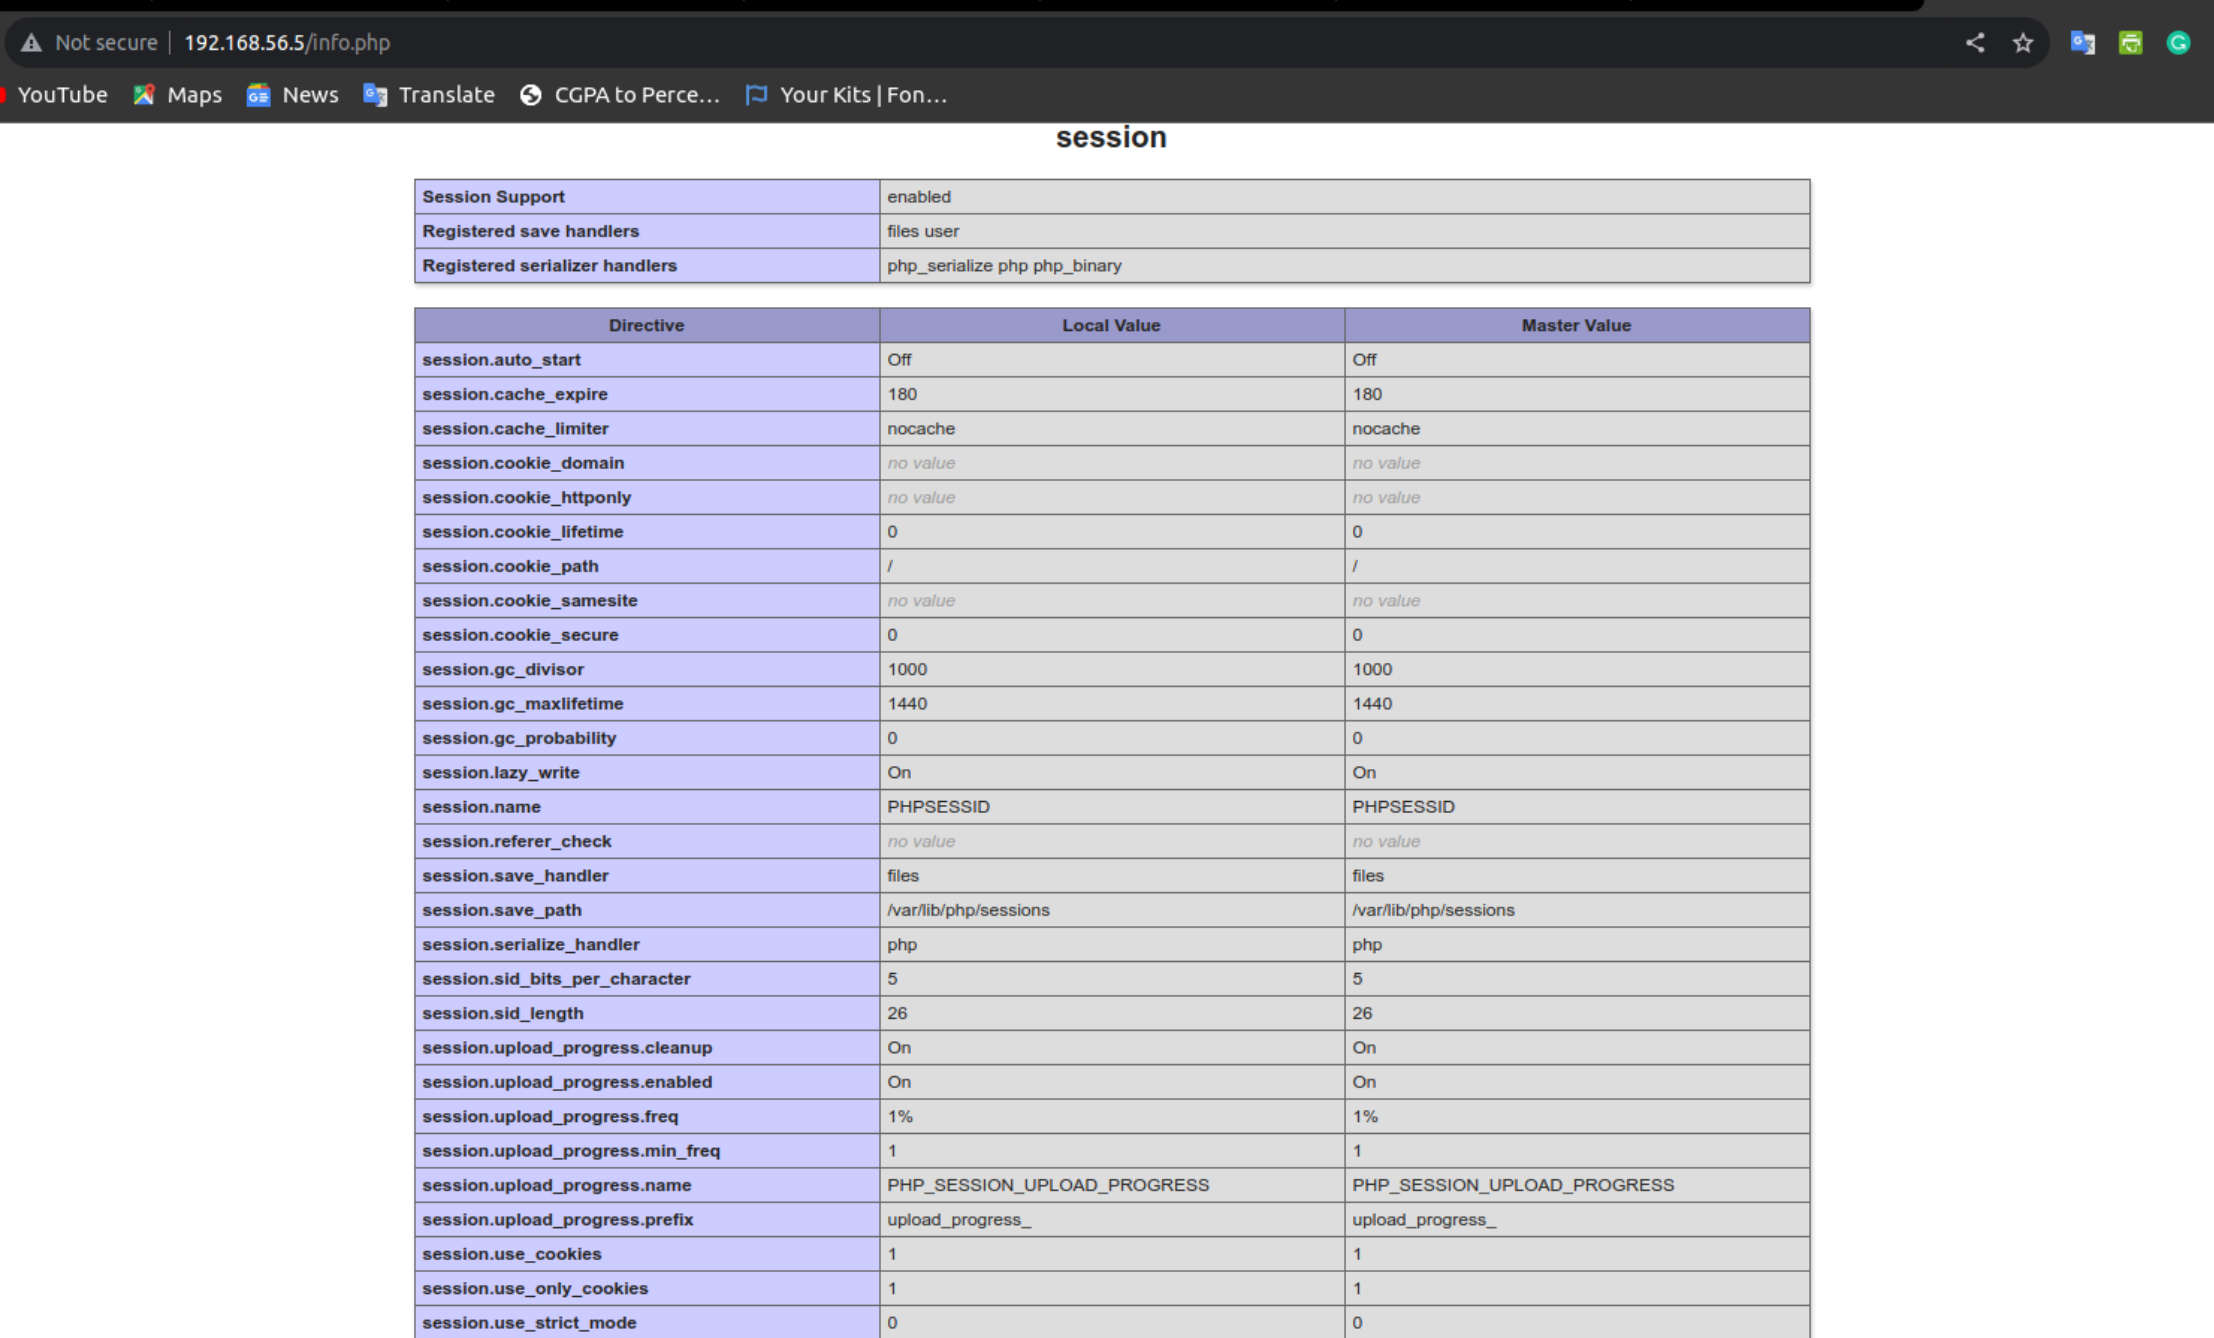 Not secure 192.168.56.5/info.php
YouTube Maps News Translate CGPA to Perce... Your Kits | Fon...
session
Session Support enabled
Registered save handlers files user
Registered serializer handlers php_serialize php php_binary
Directive Local Value Master Value
session.auto_start Off Off
session.cache_expire 180 180
session.cache_limiter nocache nocache
session.cookie_domain no value no value
session.cookie_httponly no value no value
session.cookie_lifetime 0 0
session.cookie_path / /
session.cookie_samesite no value no value
session.cookie_secure 0 0
session.gc_divisor 1000 1000
session.gc_maxlifetime 1440 1440
session.gc_probability 0 0
session.lazy_write On On
session.name PHPSESSID PHPSESSID
session.referer_check no value no value
session.save_handler files files
session.save_path /var/lib/php/sessions /var/lib/php/sessions
session.serialize_handler php php
session.sid_bits_per_character 5 5
session.sid_length 26 26
session.upload_progress.cleanup On On
session.upload_progress.enabled On On
session.upload_progress.freq 1% 1%
session.upload_progress.min_freq 1 1
session.upload_progress.name PHP_SESSION_UPLOAD_PROGRESS PHP_SESSION_UPLOAD_PROGRESS
session.upload_progress.prefix upload_progress_ upload_progress_
session.use_cookies 1 1
session.use_only_cookies 1 1
session.use_strict_mode 0 0